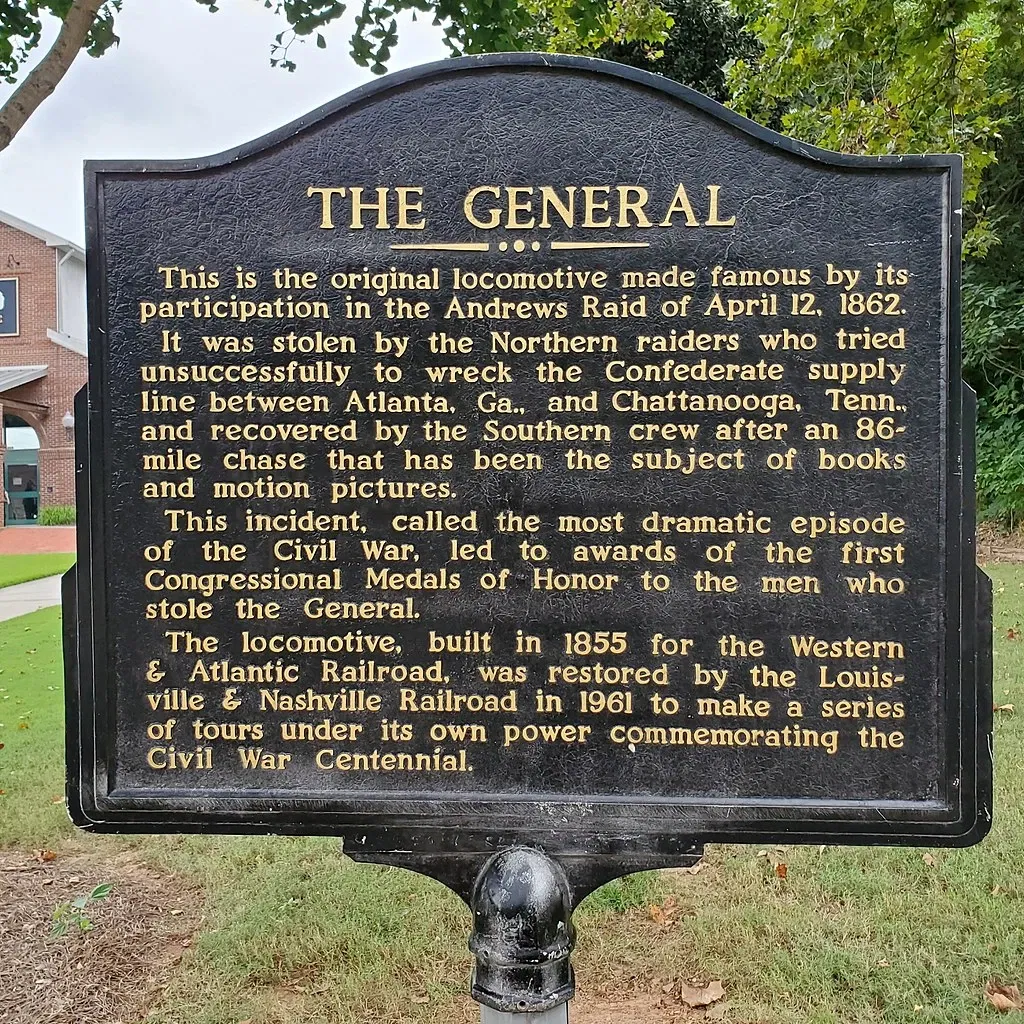 THE GENERAL
This is the original locomotive made famous by its
participation in the Andrews Raid of April 12, 1862.
It was stolen by the Northern raiders who tried
unsuccessfully to wreck the Confederate supply
line between Atlanta, Ga., and Chattanooga, Tenn.,
and recovered by the Southern crew after an 86-
mile chase that has been the subject of books
and motion pictures.
This incident, called the most dramatic episode
of the Civil War, led to awards of the first
Congressional Medals of Honor to the men who
stole the General.
The locomotive, built in 1855 for the Western
& Atlantic Railroad, was restored by the Louis-
ville & Nashville Railroad in 1961 to make a series
of tours under its own power commemorating the
Civil War Centennial.